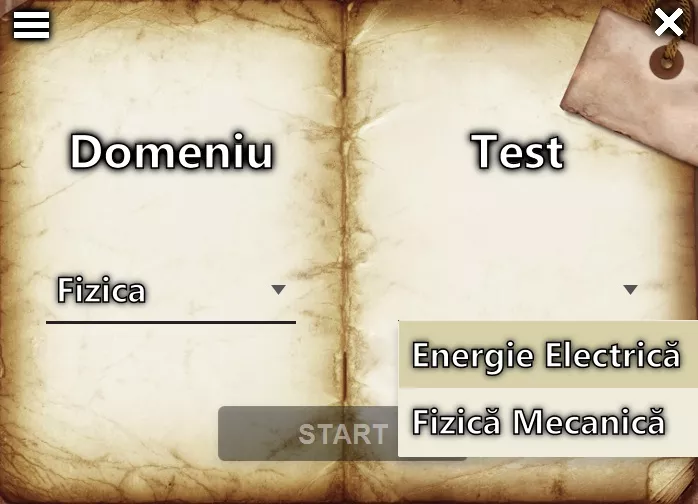 Domeniu
Test
Fizica
Energie Electrică
Fizică Mecanică
START